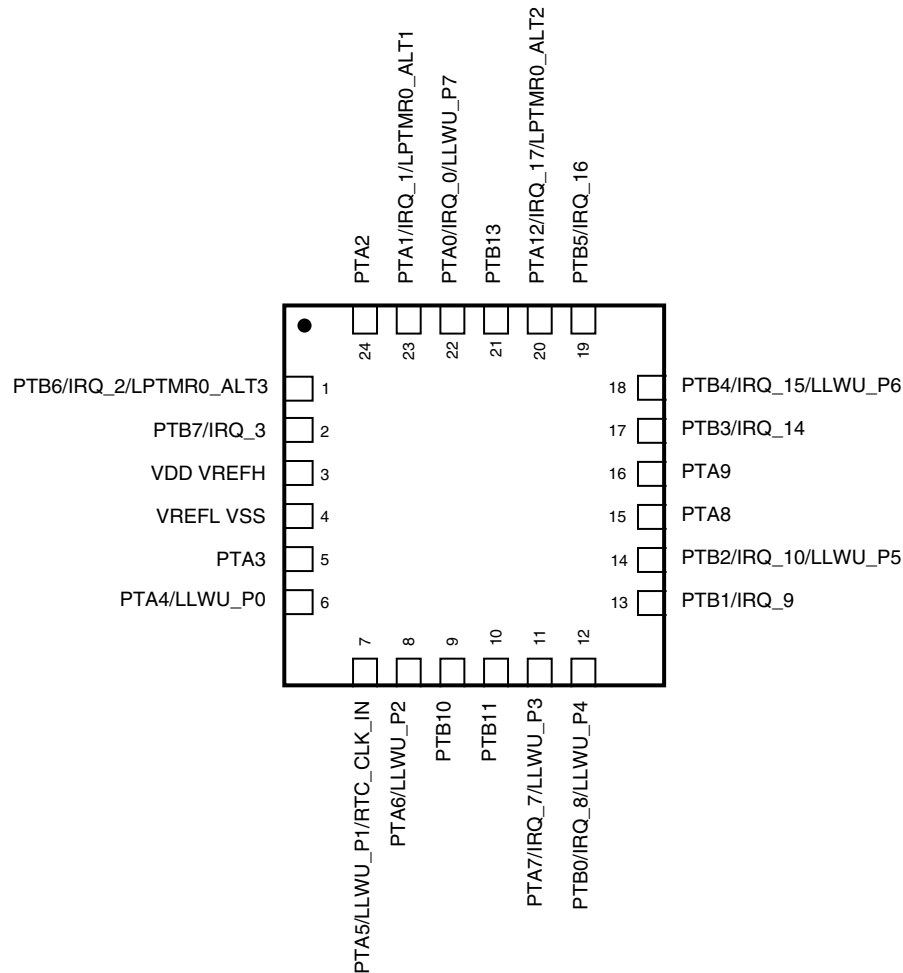 PTA2
PTA1/IRQ_1/LPTMR0_ALT1
PTA0/IRQ_0/LLWU_P7
PTB13
PTA12/IRQ_17/LPTMR0_ALT2
PTB5/IRQ_16
24
23
22
21
20
19
PTB6/IRQ_2/LPTMR0_ALT3
1
PTB7/IRQ_3
2
VDD VREFH
3
VREFL VSS
4
PTA3
5
PTA4/LLWU_P0
6
18
PTB4/IRQ_15/LLWU_P6
17
PTB3/IRQ_14
16
PTA9
15
PTA8
14
PTB2/IRQ_10/LLWU_P5
13
PTB1/IRQ_9
7
8
9
10
11
12
PTA5/LLWU_P1/RTC_CLK_IN
PTA6/LLWU_P2
PTB10
PTB11
PTA7/IRQ_7/LLWU_P3
PTB0/IRQ_8/LLWU_P4